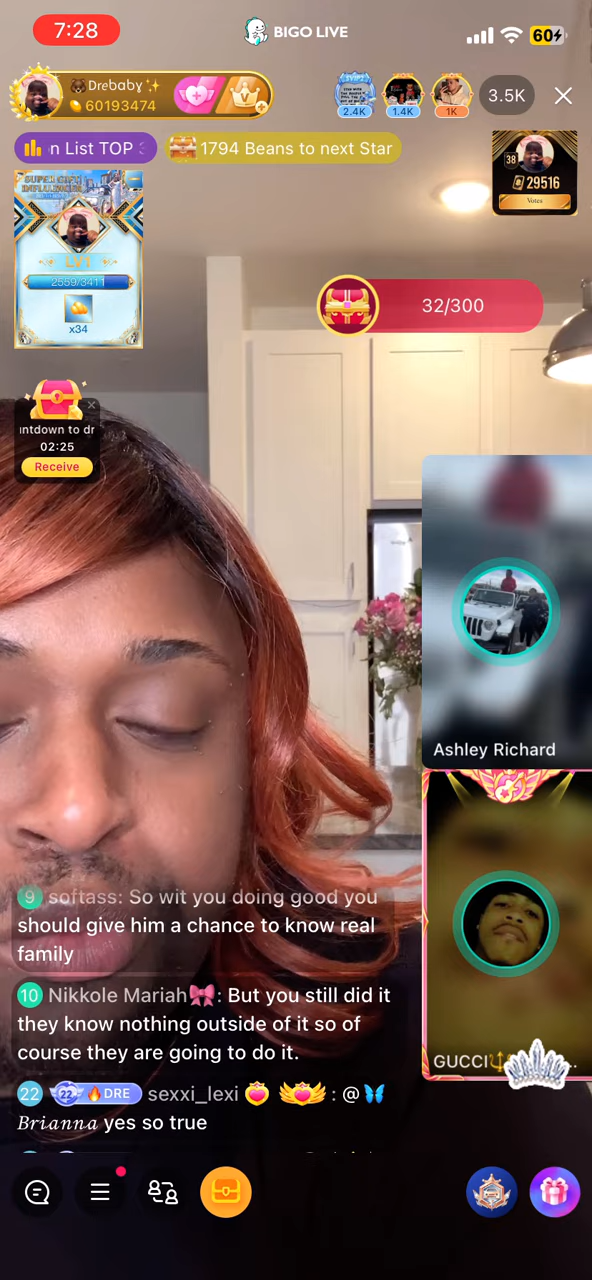 7:28
BIGO LIVE
60
🐻Drebabɣ✨
60193474
SVIP2
2.4K
1.4K
1K
3.5K
n List TOP 3
1794 Beans to next Star
38
29516
Votes
LV1
2559/3411
x34
32/300
ntdown to dr
02:25
Receive
Ashley Richard
9 softass: So wit you doing good you
should give him a chance to know real
family
10 Nikkole Mariah🎀: But you still did it
they know nothing outside of it so of
course they are going to do it.
22 22 🔥DRE sexxi_lexi : @🦋
𝐵𝑟𝑖𝑎𝑛𝑛𝑎 yes so true
GUCCI🔱